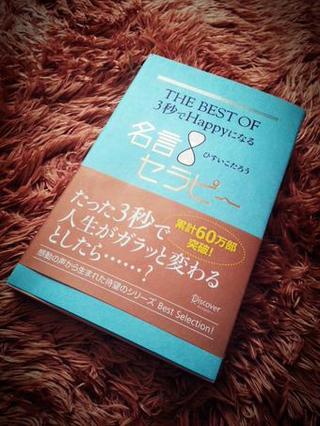 THE BEST OF
3秒でHappyになる
名言
セラピー
ひすいこたろう
たった3秒で
人生がガラッと変わる
としたら……?
累計60万部
突破!
感動の声から生まれた待望のシリーズ Best Selection!
Discover